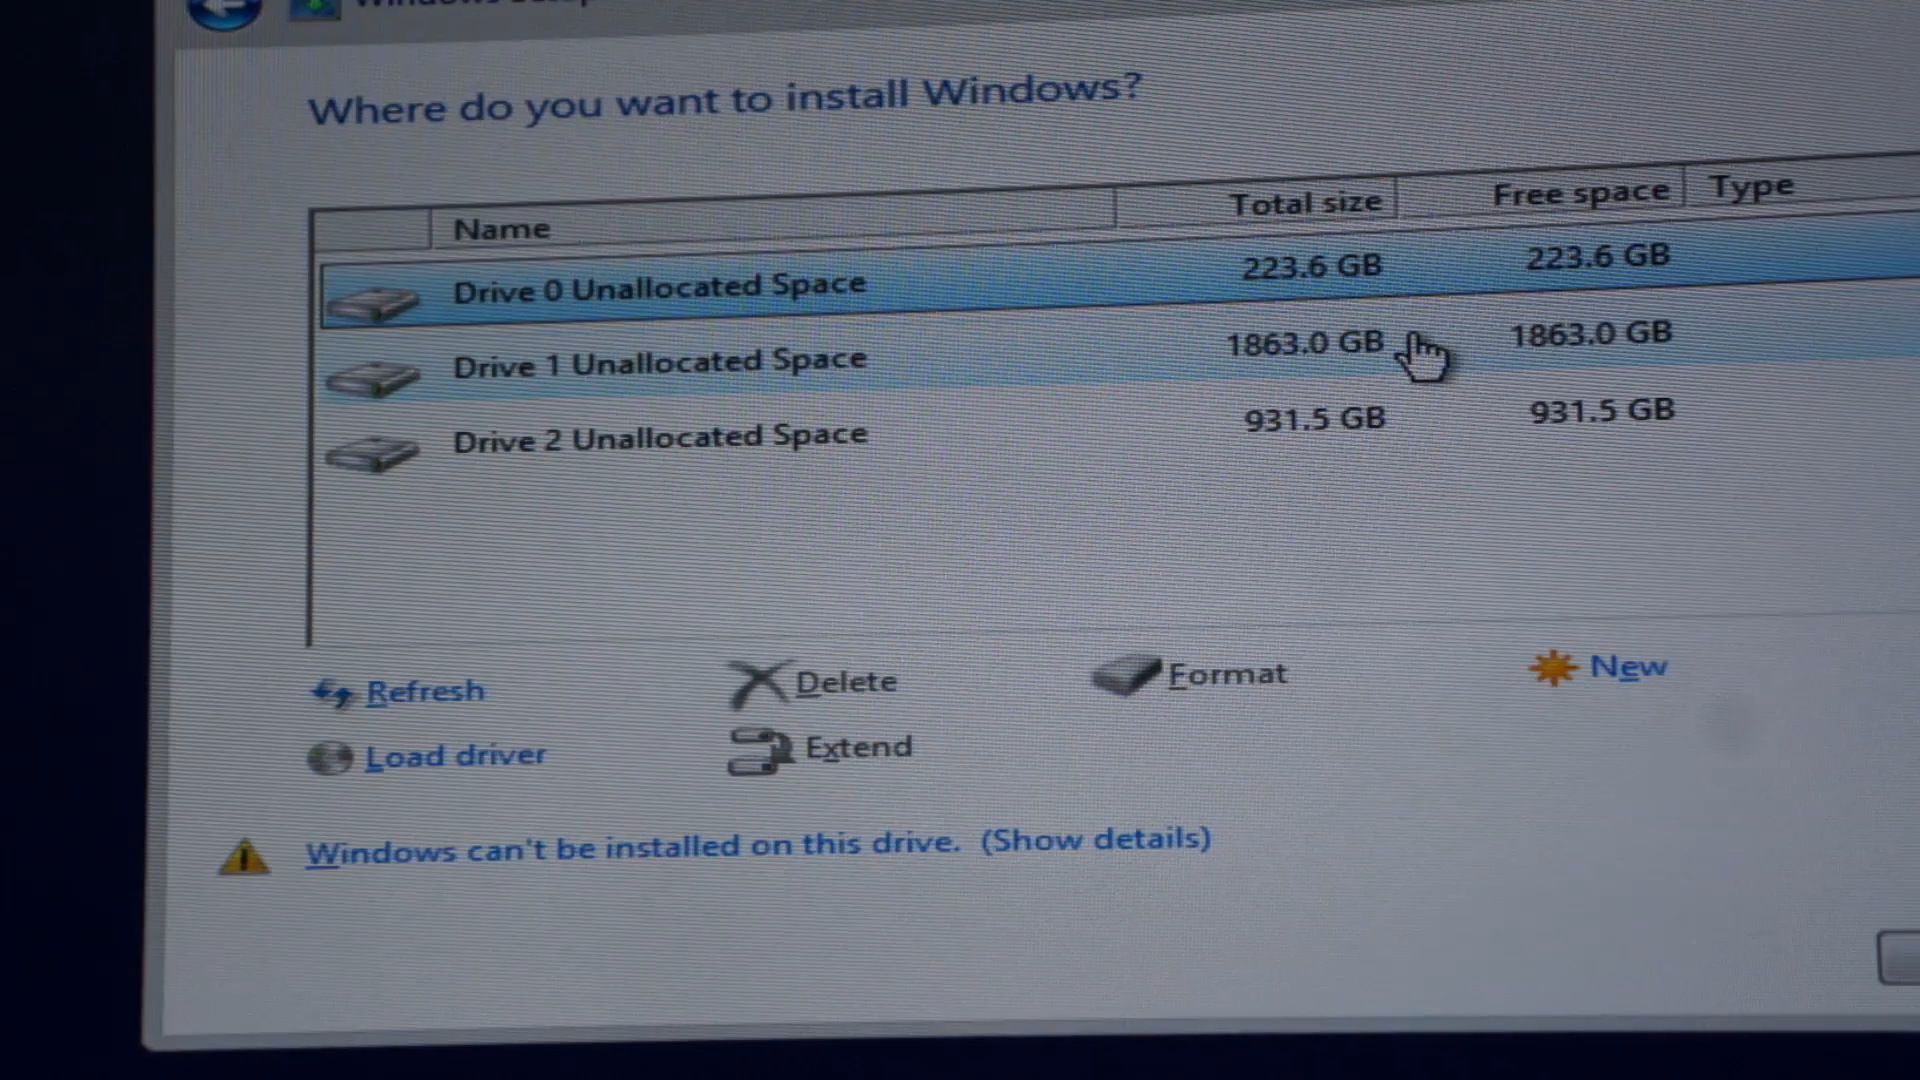 Where do you want to install Windows?
Name Total size Free space Type
Drive 0 Unallocated Space 223.6 GB 223.6 GB
Drive 1 Unallocated Space 1863.0 GB 1863.0 GB
Drive 2 Unallocated Space 931.5 GB 931.5 GB
Refresh Delete Format New
Load driver Extend
Windows can't be installed on this drive. (Show details)